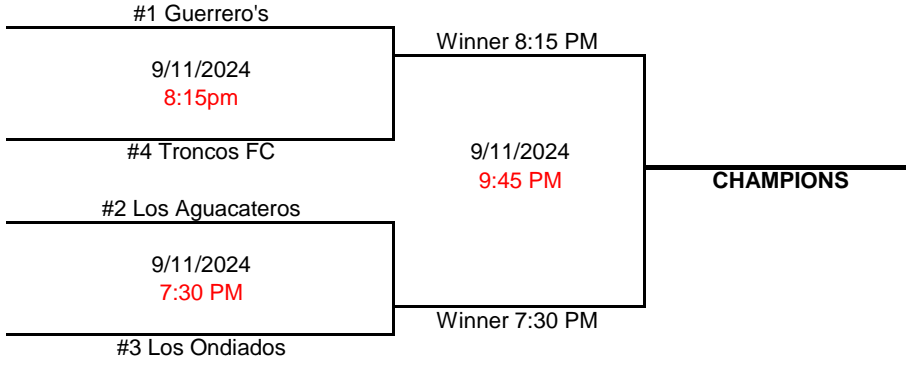 #1 Guerrero's
Winner 8:15 PM
9/11/2024
8:15pm
#4 Troncos FC
9/11/2024
9:45 PM
CHAMPIONS
#2 Los Aguacateros
9/11/2024
7:30 PM
Winner 7:30 PM
#3 Los Ondiados